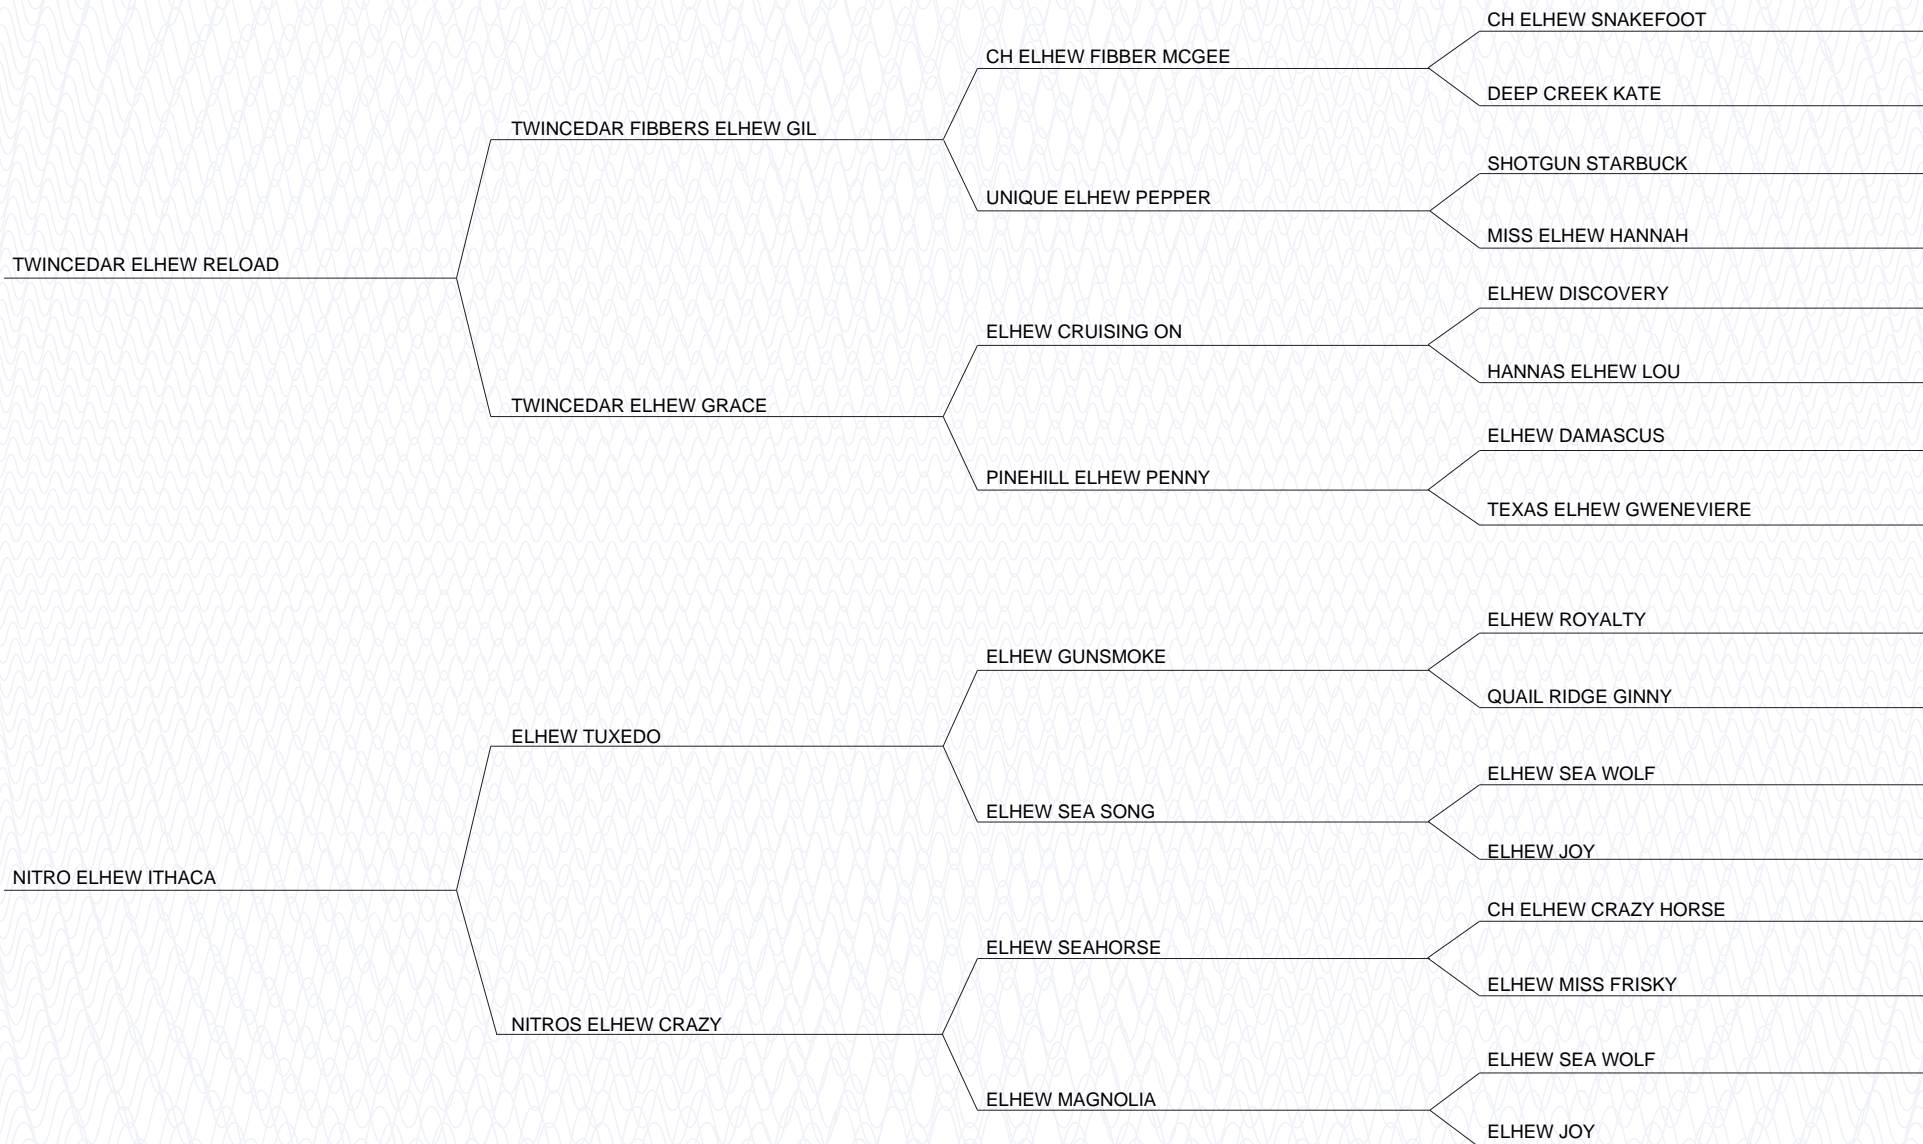 CH ELHEW SNAKEFOOT
CH ELHEW FIBBER MCGEE
DEEP CREEK KATE
TWINCEDAR FIBBERS ELHEW GIL
SHOTGUN STARBUCK
UNIQUE ELHEW PEPPER
MISS ELHEW HANNAH
TWINCEDAR ELHEW RELOAD
ELHEW DISCOVERY
ELHEW CRUISING ON
HANNAS ELHEW LOU
TWINCEDAR ELHEW GRACE
ELHEW DAMASCUS
PINEHILL ELHEW PENNY
TEXAS ELHEW GWENEVIERE
ELHEW ROYALTY
ELHEW GUNSMOKE
QUAIL RIDGE GINNY
ELHEW TUXEDO
ELHEW SEA WOLF
ELHEW SEA SONG
ELHEW JOY
NITRO ELHEW ITHACA
CH ELHEW CRAZY HORSE
ELHEW SEAHORSE
ELHEW MISS FRISKY
NITROS ELHEW CRAZY
ELHEW SEA WOLF
ELHEW MAGNOLIA
ELHEW JOY